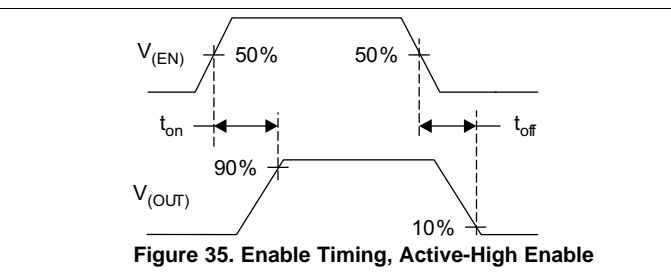 V(EN) 50% 50%
ton toff
90%
V(OUT)
10%
Figure 35. Enable Timing, Active-High Enable